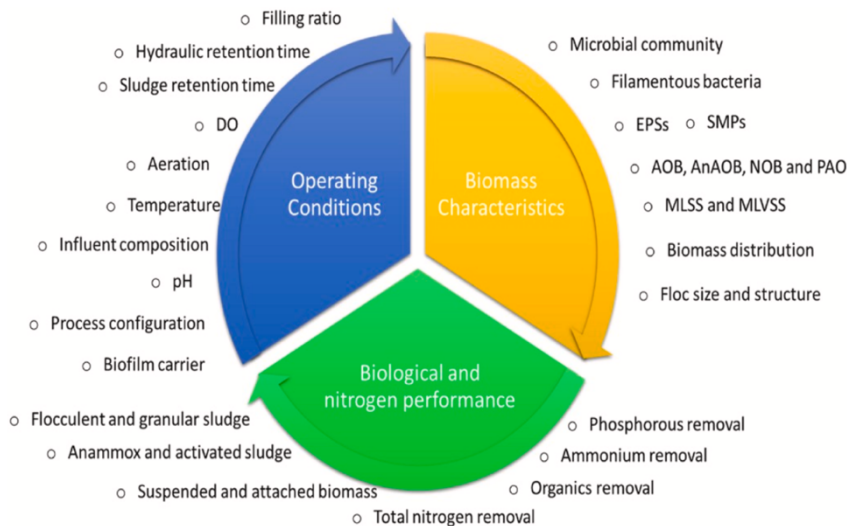 Filling ratio
Hydraulic retention time
Sludge retention time
DO
Aeration
Temperature
Influent composition
pH
Process configuration
Biofilm carrier
Operating
Conditions
Microbial community
Filamentous bacteria
EPSs
SMPs
AOB, AnAOB, NOB and PAO
MLSS and MLVSS
Biomass distribution
Floc size and structure
Biomass
Characteristics
Biological and
nitrogen performance
Flocculent and granular sludge
Anammox and activated sludge
Suspended and attached biomass
Total nitrogen removal
Phosphorous removal
Ammonium removal
Organics removal